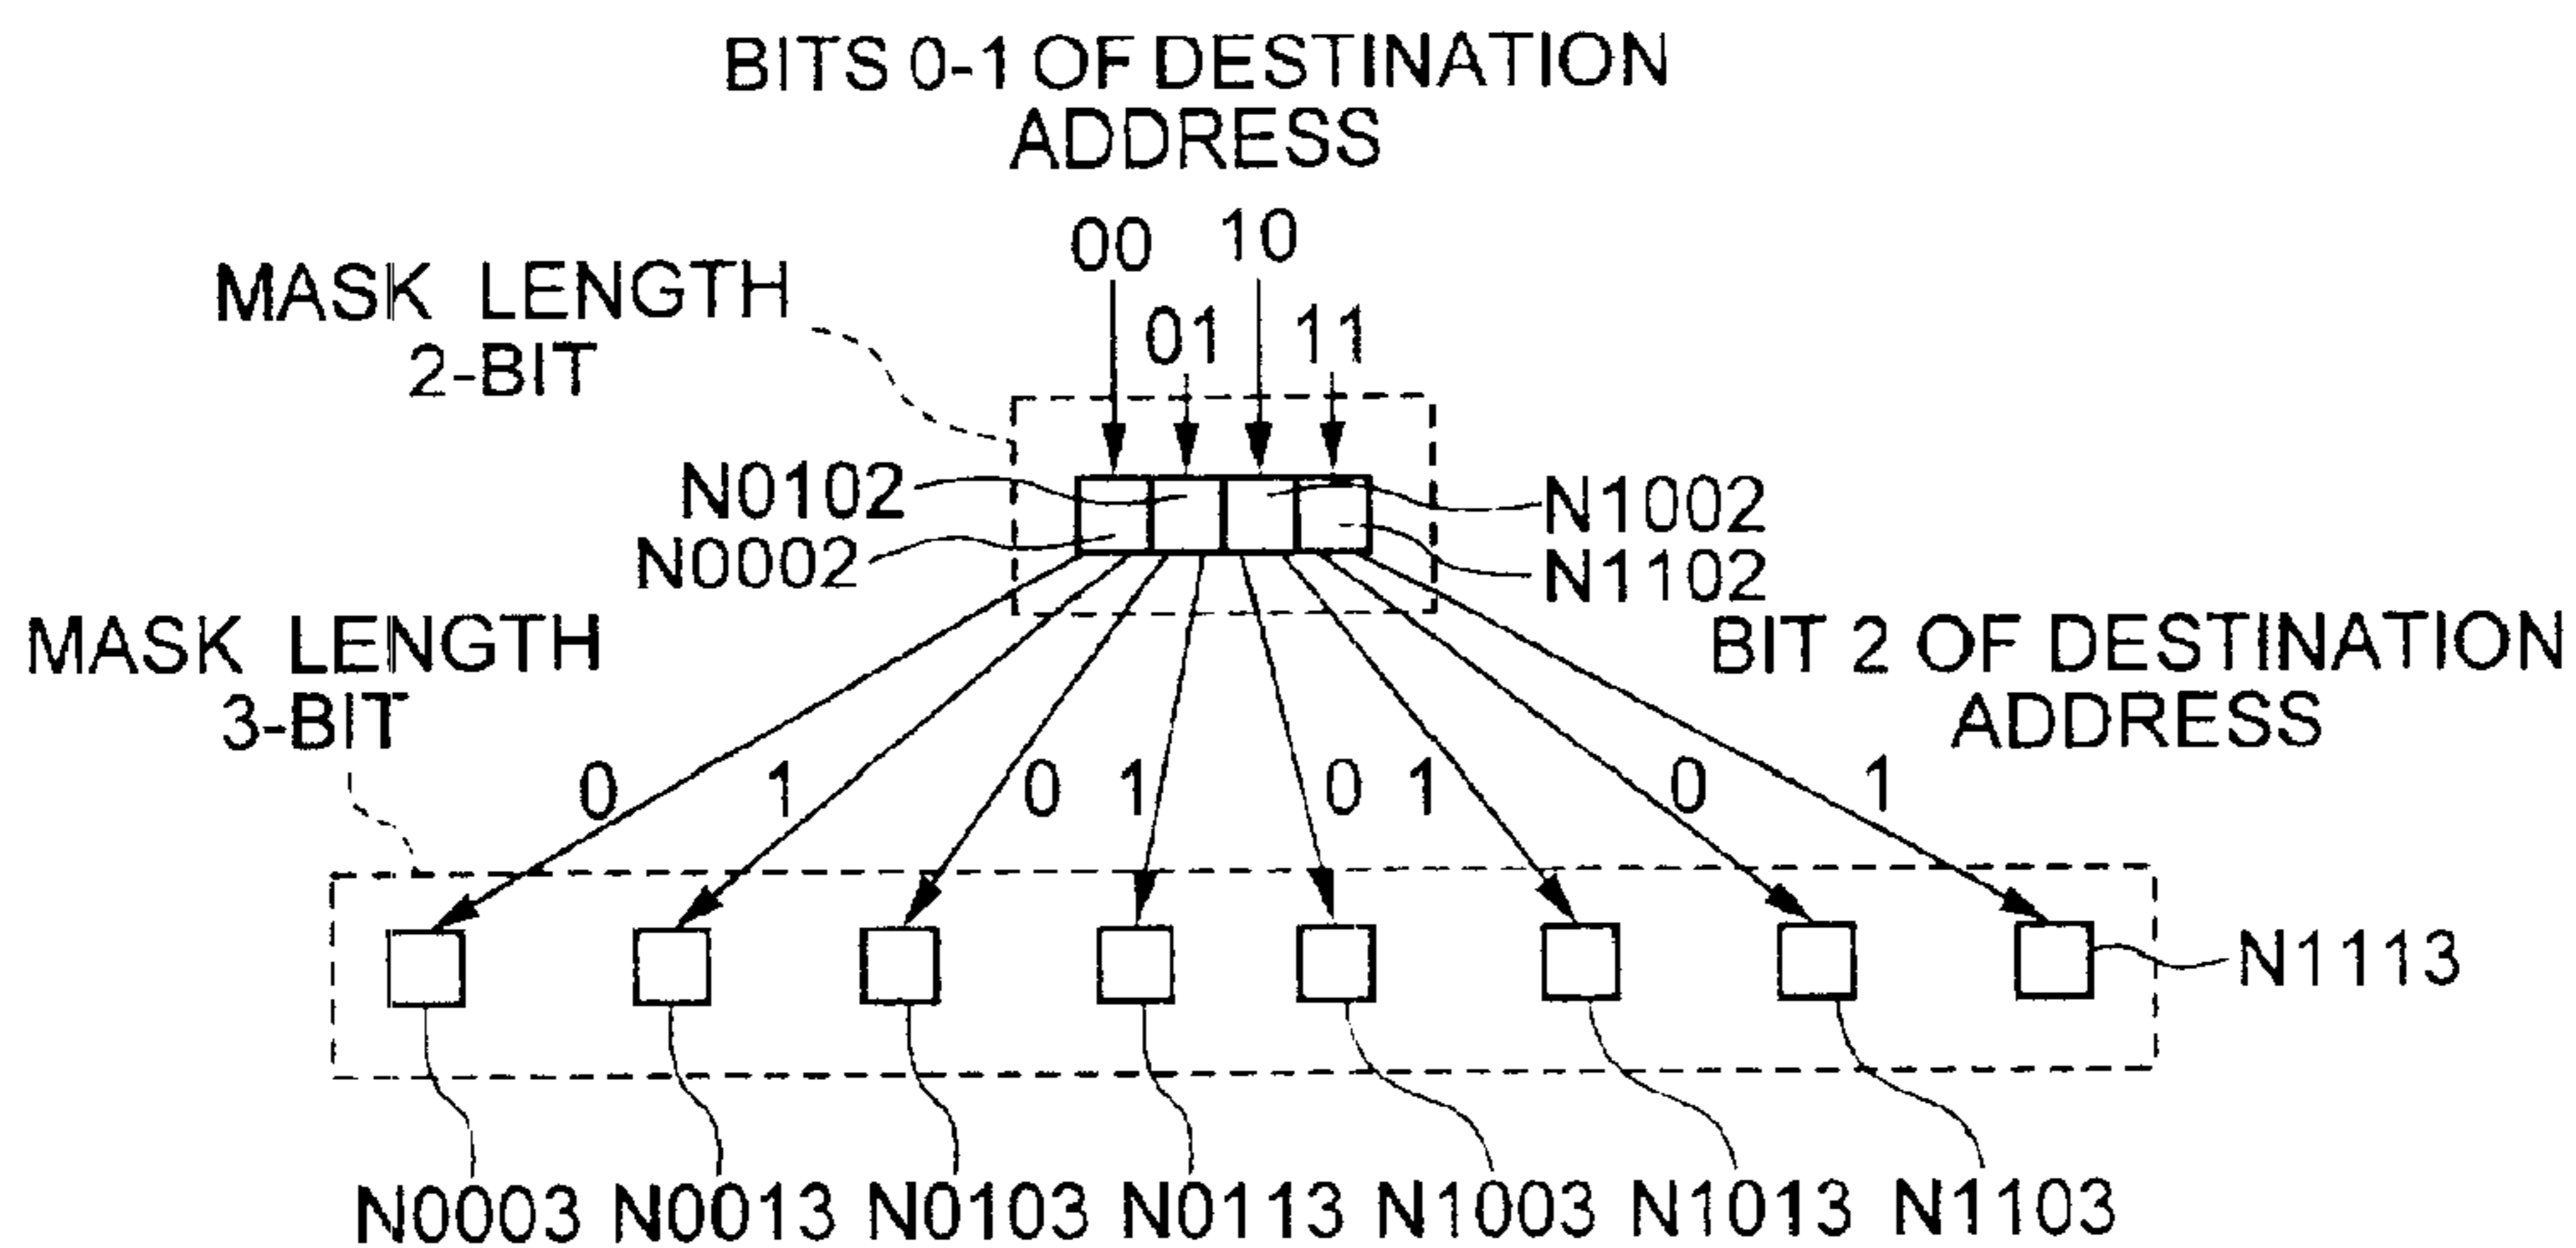 BITS 0-1 OF DESTINATION
ADDRESS
00 10
01 11
MASK LENGTH
2-BIT
N0102
N0002
N1002
N1102
MASK LENGTH
3-BIT
BIT 2 OF DESTINATION
ADDRESS
0 1 0 1 0 1 0 1
N1113
N0003 N0013 N0103 N0113 N1003 N1013 N1103